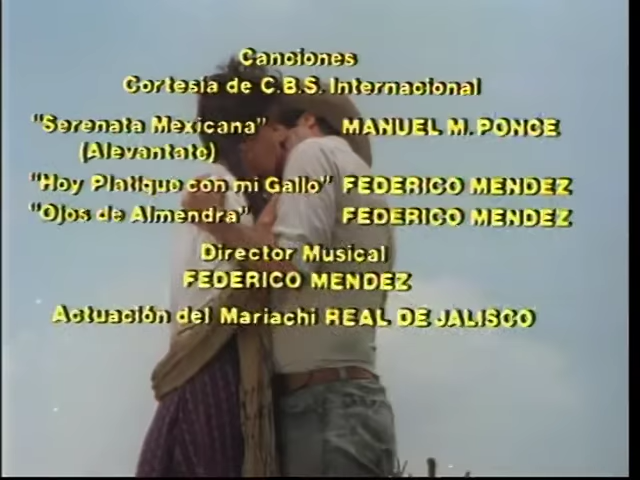 Canciones
Cortesía de C.B.S. Internacional
"Serenata Mexicana" MANUEL M. PONCE
(Alevantate)
"Hoy Platique con mi Gallo" FEDERICO MENDEZ
"Ojos de Almendra" FEDERICO MENDEZ
Director Musical
FEDERICO MENDEZ
Actuación del Mariachi REAL DE JALISCO